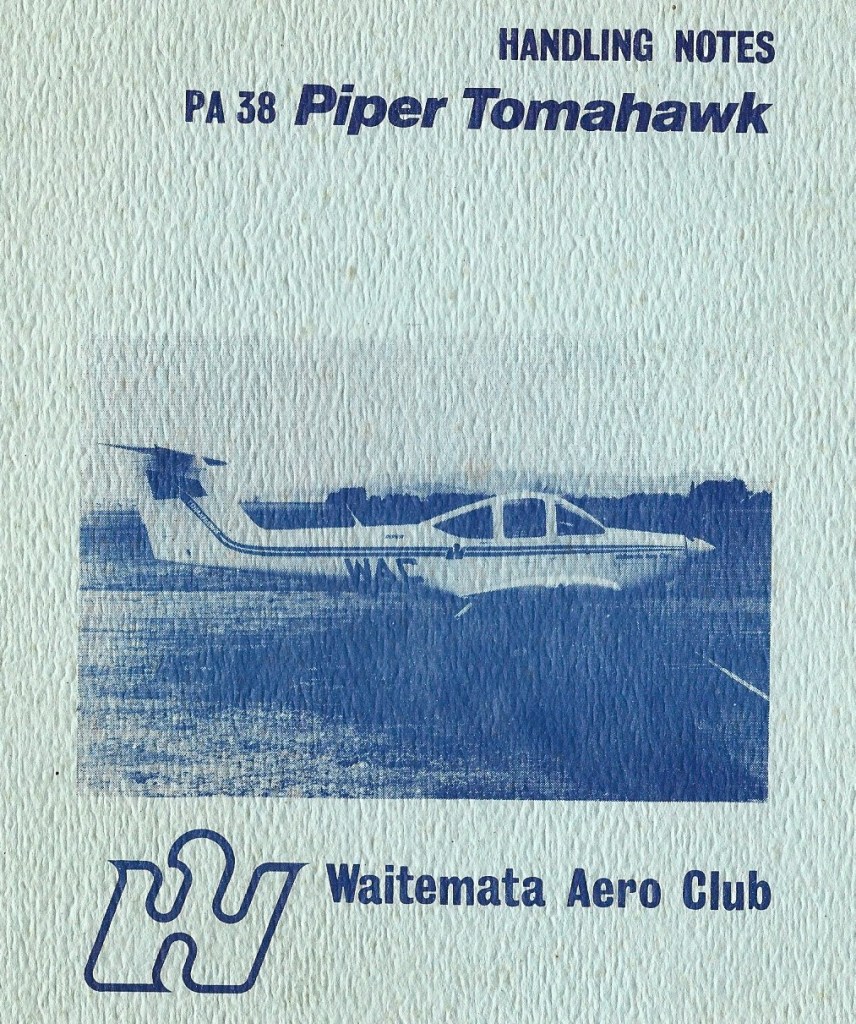 HANDLING NOTES
PA 38 Piper Tomahawk
WAC
Waitemata Aero Club